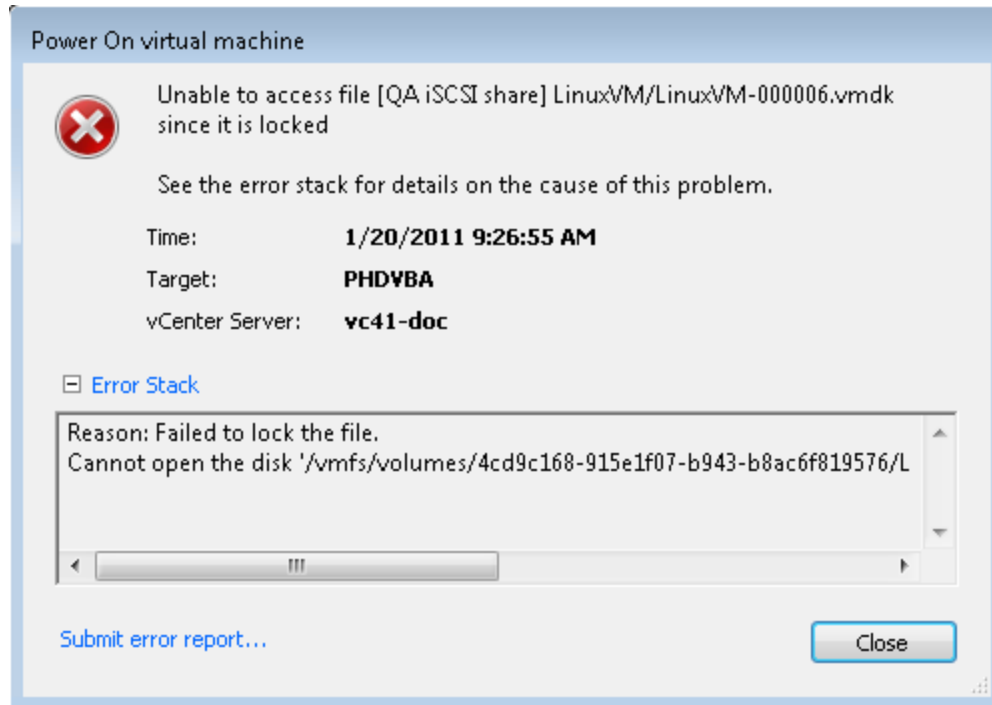 Power On virtual machine
Unable to access file [QA iSCSI share] LinuxVM/LinuxVM-000006.vmdk
since it is locked
See the error stack for details on the cause of this problem.
Time: 1/20/2011 9:26:55 AM
Target: PHDVBA
vCenter Server: vc41-doc
Error Stack
Reason: Failed to lock the file.
Cannot open the disk '/vmfs/volumes/4cd9c168-915e1f07-b943-b8ac6f819576/L
Submit error report...
Close